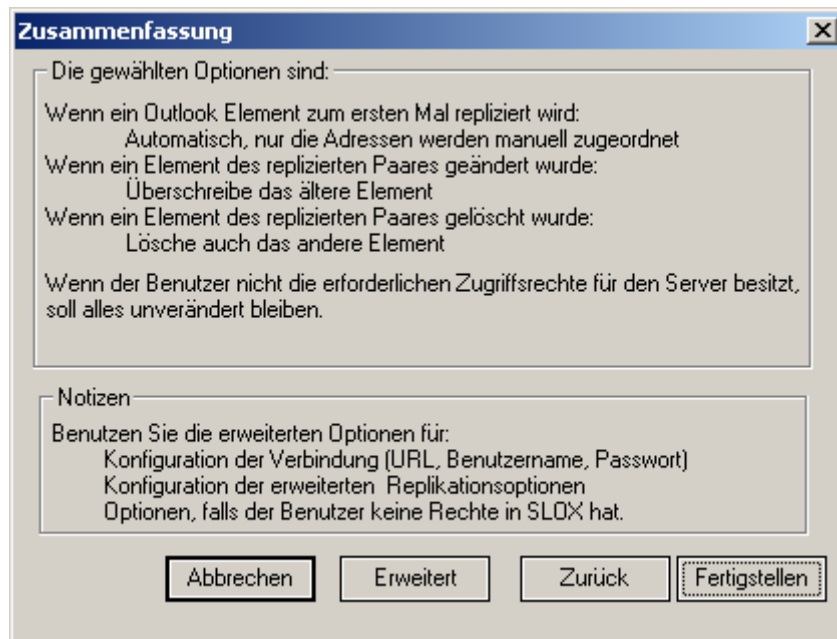 Zusammenfassung
Die gewählten Optionen sind:
Wenn ein Outlook Element zum ersten Mal repliziert wird:
Automatisch, nur die Adressen werden manuell zugeordnet
Wenn ein Element des replizierten Paares geändert wurde:
Überschreibe das ältere Element
Wenn ein Element des replizierten Paares gelöscht wurde:
Lösche auch das andere Element
Wenn der Benutzer nicht die erforderlichen Zugriffsrechte für den Server besitzt,
soll alles unverändert bleiben.
Notizen
Benutzen Sie die erweiterten Optionen für:
Konfiguration der Verbindung (URL, Benutzername, Passwort)
Konfiguration der erweiterten Replikationsoptionen
Optionen, falls der Benutzer keine Rechte in SLOX hat.
Abbrechen Erweitert Zurück Fertigstellen